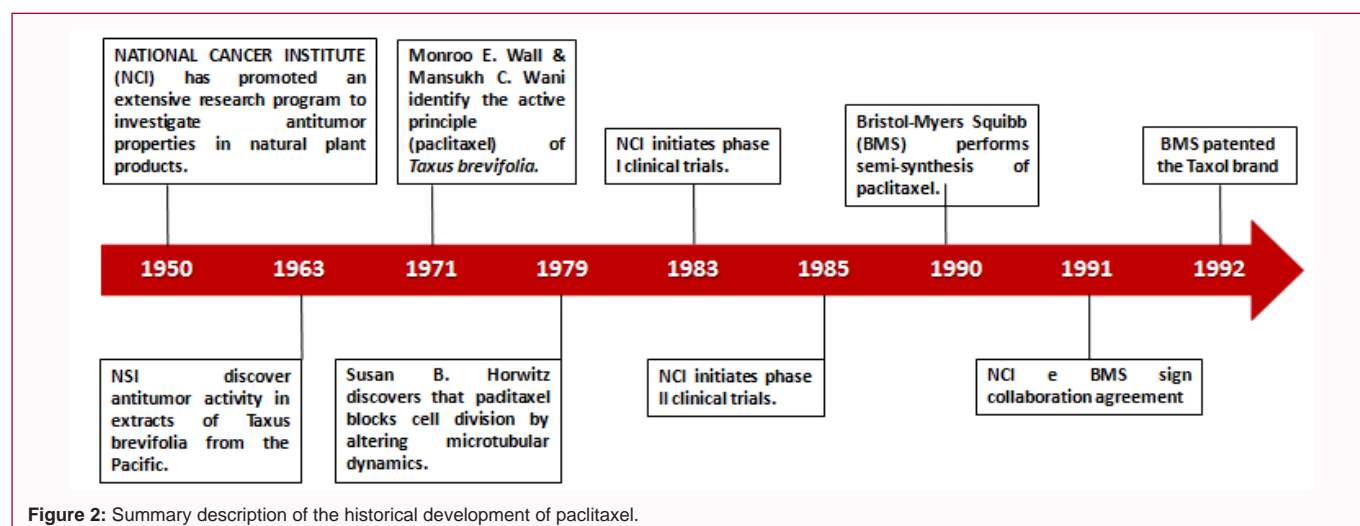 NATIONAL CANCER INSTITUTE
(NCI) has promoted an
extensive research program to
investigate antitumor
properties in natural plant
products.
Monroo E. Wall &
Mansukh C. Wani
identify the active
principle
(paclitaxel) of
Taxus brevifolia.
NCI initiates phase
I clinical trials.
Bristol-Myers Squibb
(BMS) performs
semi-synthesis of
paclitaxel.
BMS patented
the Taxol brand
1950 1963 1971 1979 1983 1985 1990 1991 1992
NSI discover
antitumor activity in
extracts of Taxus
brevifolia from the
Pacific.
Susan B. Horwitz
discovers that paditaxel
blocks cell division by
altering microtubular
dynamics.
NCI initiates phase
II clinical trials.
NCI e BMS sign
collaboration agreement
Figure 2: Summary description of the historical development of paclitaxel.